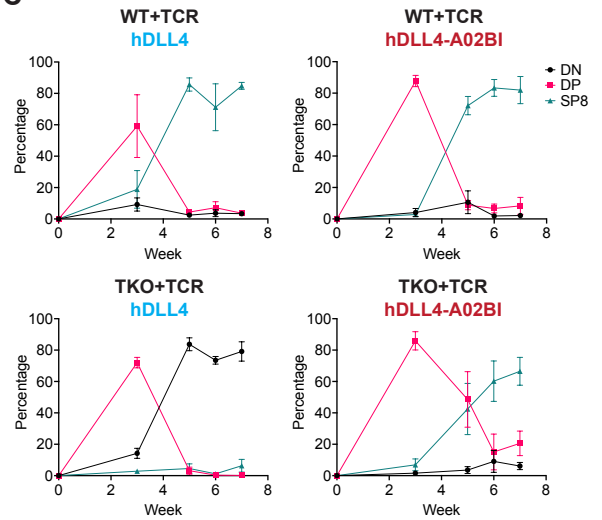 WT+TCR
hDLL4
100
80
60
40
20
0
Percentage
0 2 4 6 8
Week
WT+TCR
hDLL4-A02BI
100
80
60
40
20
0
Percentage
0 2 4 6 8
Week
DN
DP
SP8
TKO+TCR
hDLL4
100
80
60
40
20
0
Percentage
0 2 4 6 8
Week
TKO+TCR
hDLL4-A02BI
100
80
60
40
20
0
Percentage
0 2 4 6 8
Week